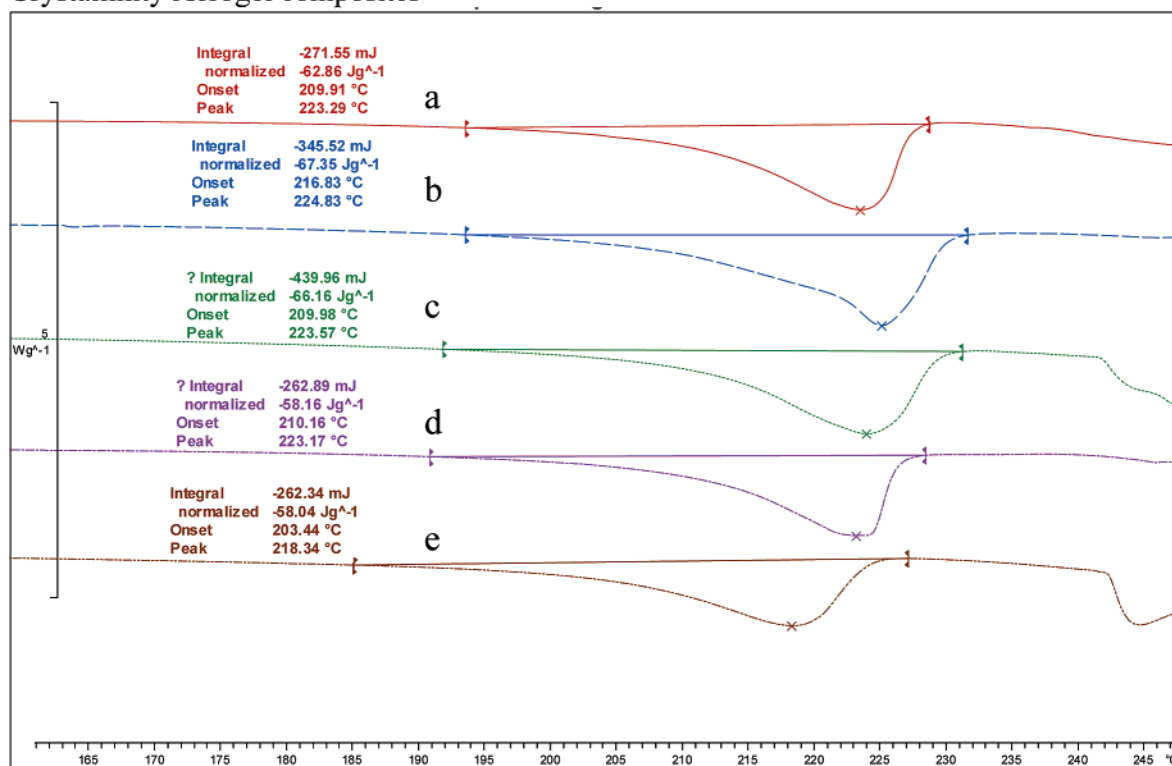 Integral -271.55 mJ
normalized -62.86 Jg^-1
Onset 209.91 °C
Peak 223.29 °C
a
Integral -345.52 mJ
normalized -67.35 Jg^-1
Onset 216.83 °C
Peak 224.83 °C
b
? Integral -439.96 mJ
normalized -66.16 Jg^-1
Onset 209.98 °C
Peak 223.57 °C
c
5
Wg^-1
? Integral -262.89 mJ
normalized -58.16 Jg^-1
Onset 210.16 °C
Peak 223.17 °C
d
Integral -262.34 mJ
normalized -58.04 Jg^-1
Onset 203.44 °C
Peak 218.34 °C
e
165 170 175 180 185 190 195 200 205 210 215 220 225 230 235 240 245